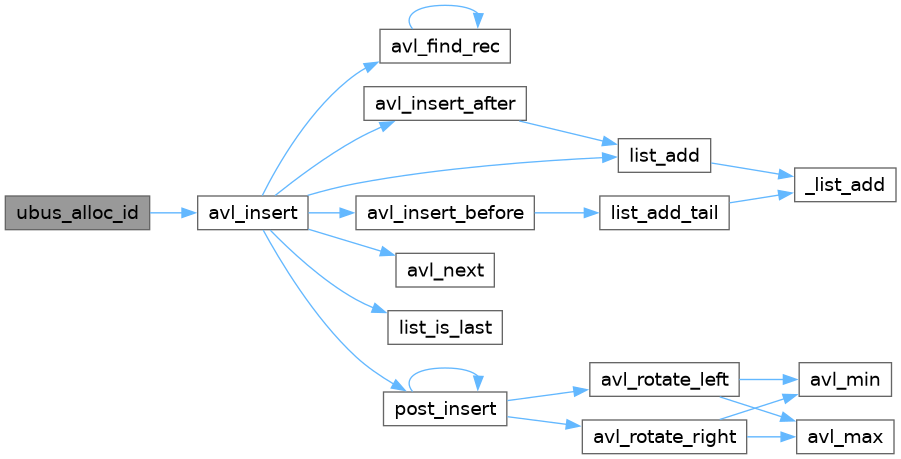 ubus_alloc_id
avl_insert
avl_find_rec
avl_insert_after
list_add
_list_add
avl_insert_before
list_add_tail
avl_next
list_is_last
post_insert
avl_rotate_left
avl_min
avl_rotate_right
avl_max